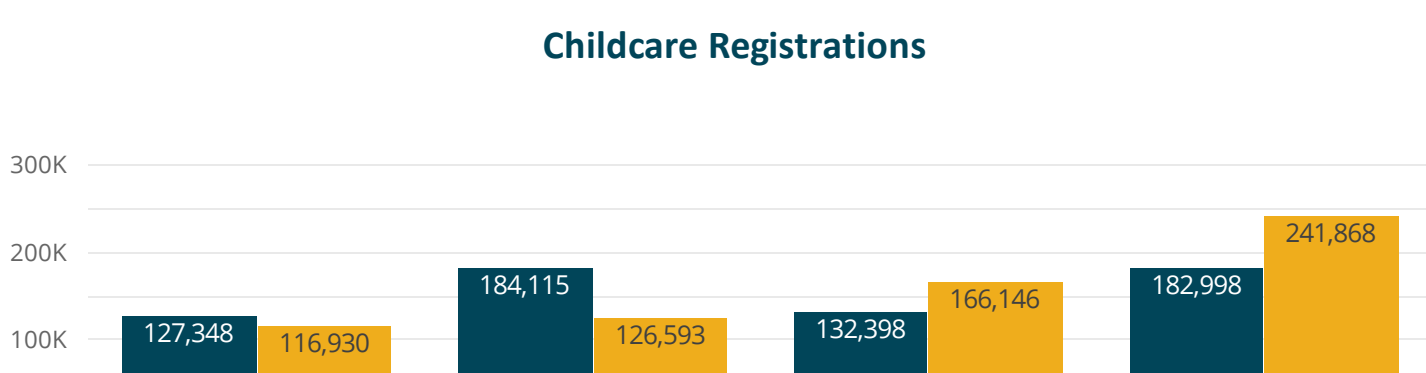 Childcare Registrations
300K
200K
100K
127,348
116,930
184,115
126,593
132,398
166,146
182,998
241,868